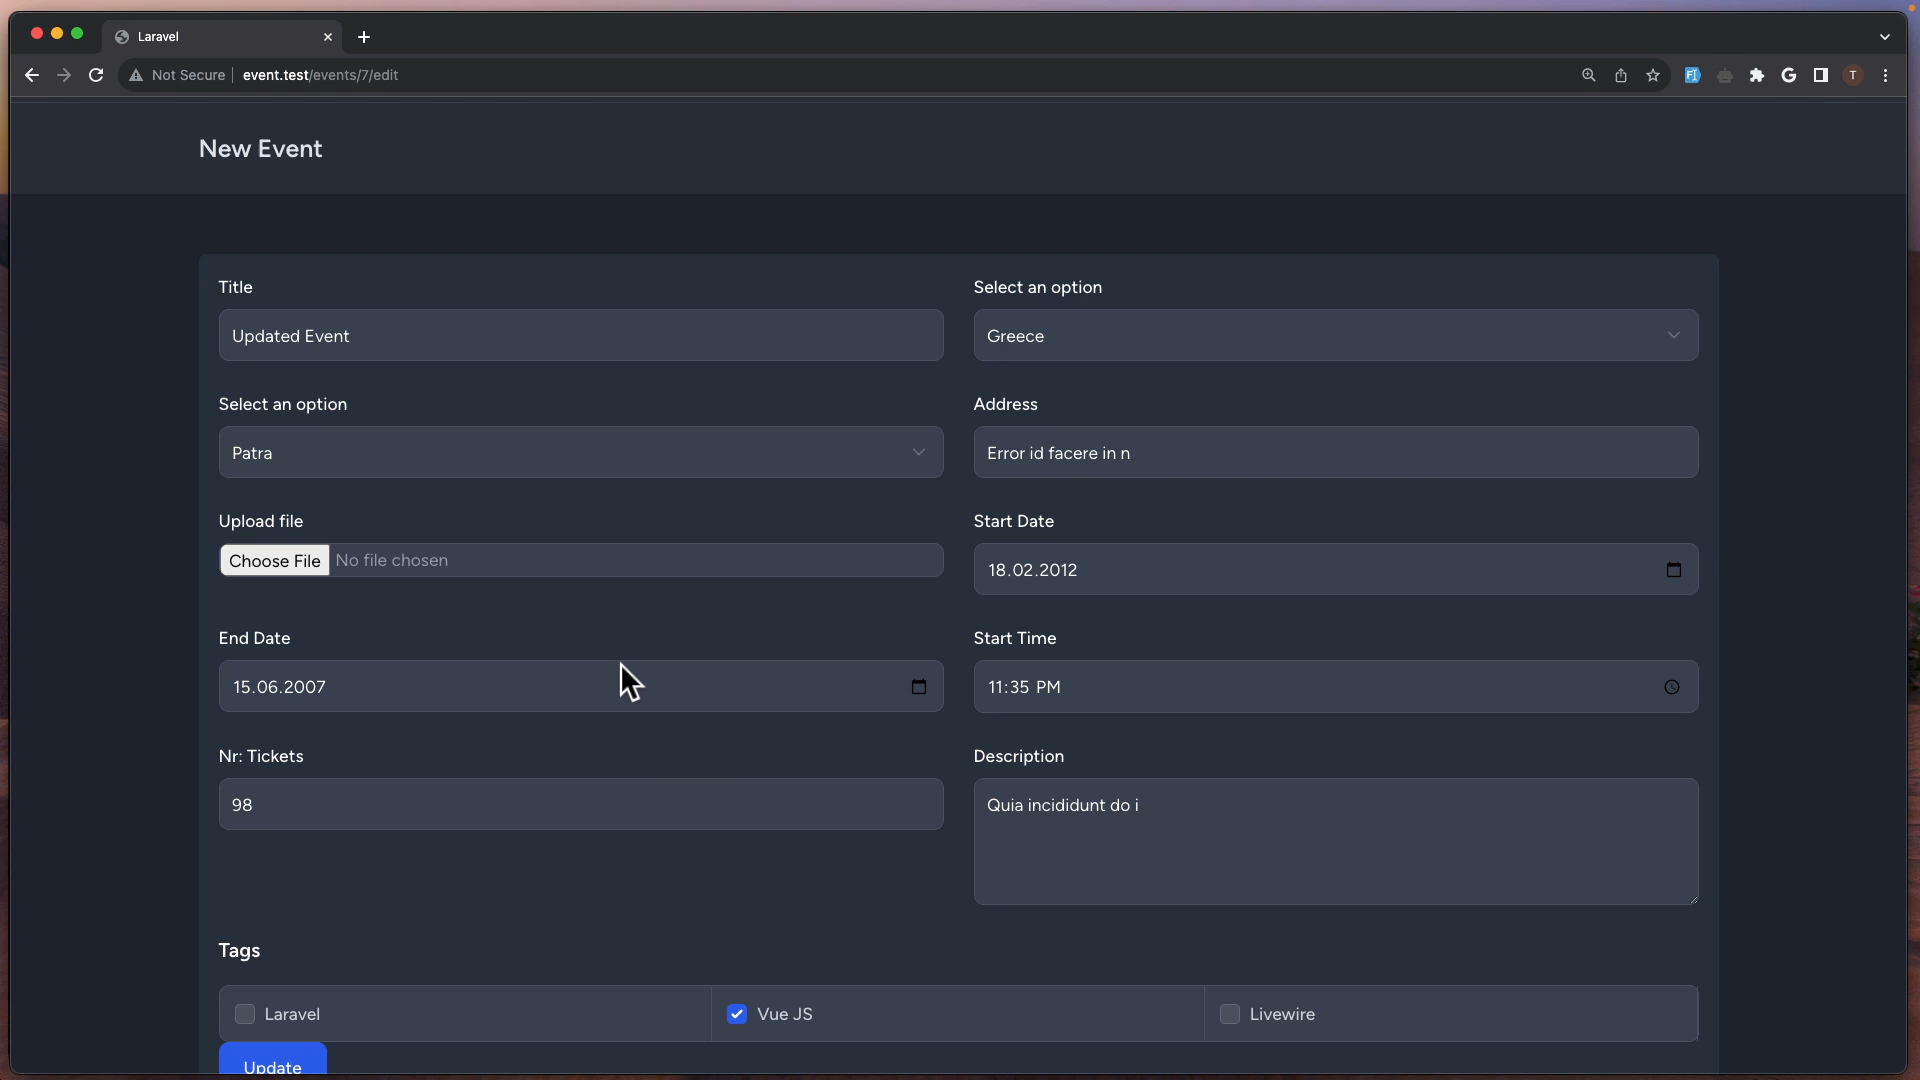 Laravel
Not Secure event.test/events/7/edit
T
New Event
Title
Updated Event
Select an option
Greece
Select an option
Patra
Address
Error id facere in n
Upload file
Choose File No file chosen
Start Date
18.02.2012
End Date
15.06.2007
Start Time
11:35 PM
Nr: Tickets
98
Description
Quia incididunt do i
Tags
Laravel
Vue JS
Livewire
Update